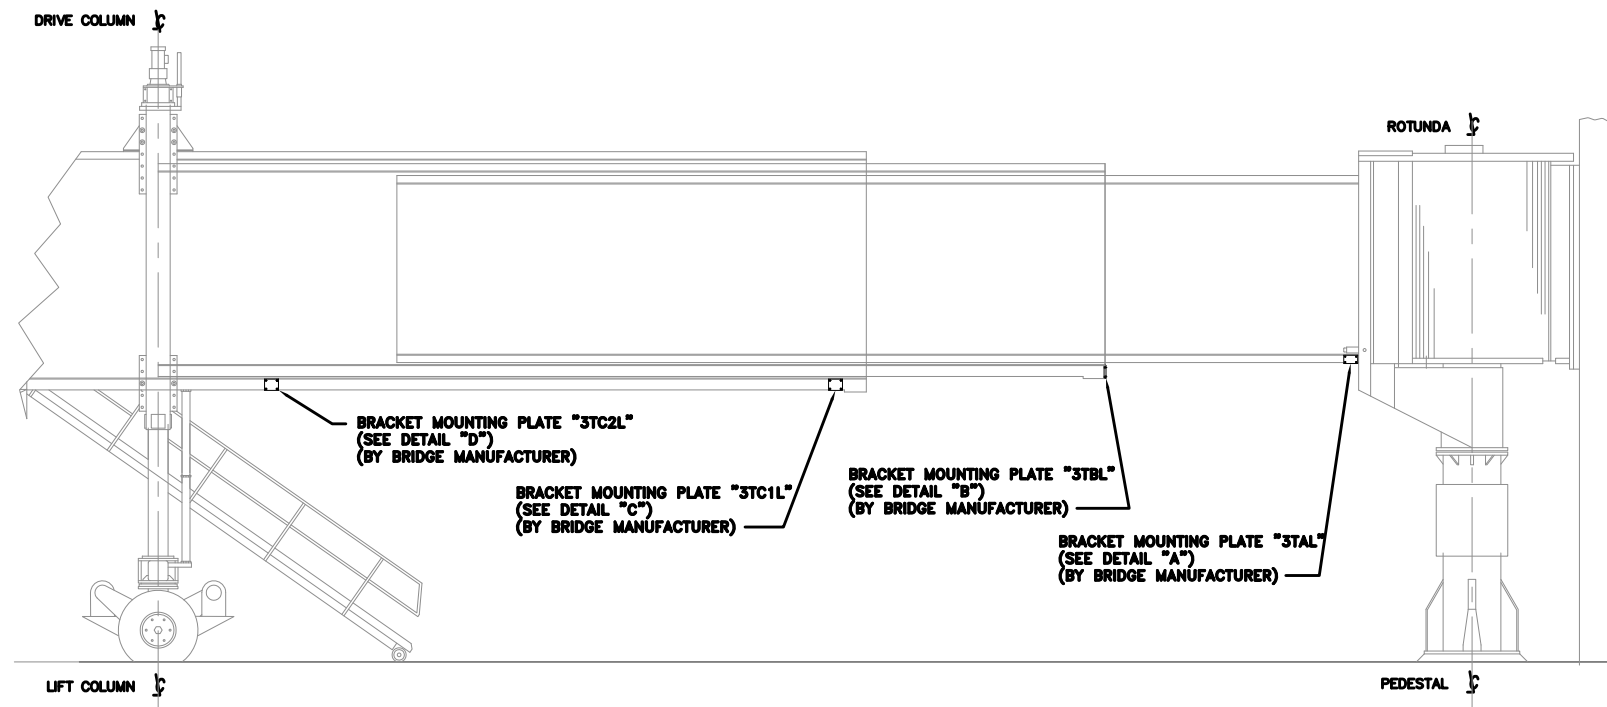 DRIVE COLUMN ℄
ROTUNDA ℄
BRACKET MOUNTING PLATE "3TC2L"
(SEE DETAIL "D")
(BY BRIDGE MANUFACTURER)
BRACKET MOUNTING PLATE "3TC1L"
(SEE DETAIL "C")
(BY BRIDGE MANUFACTURER)
BRACKET MOUNTING PLATE "3TBL"
(SEE DETAIL "B")
(BY BRIDGE MANUFACTURER)
BRACKET MOUNTING PLATE "3TAL"
(SEE DETAIL "A")
(BY BRIDGE MANUFACTURER)
LIFT COLUMN ℄
PEDESTAL ℄